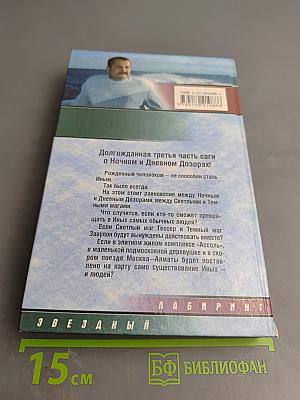 Долгожданная третья часть саги
о Ночном и Дневном Дозорах!
Рожденный человеком — не способен стать
Иным.
Так было всегда.
На этом стоит равновесие между Ночным
и Дневным Дозорами, между Светлыми и Тем-
ными магами.
Что случится, если кто-то сможет превра-
щать в Иных самых обычных людей?
Если Светлый маг Гесер и Темный маг
Завулон будут вынуждены действовать вместе?
Если в элитном жилом комплексе «Ассоль»,
в маленькой подмосковной деревушке и в ско-
ром поезде Москва—Алматы будет постав-
лено на карту само существование Иных —
и людей?
ЛАБИРИНТ
ЗВЕЗДНЫЙ
15 см
БФ БИБЛИОФАН